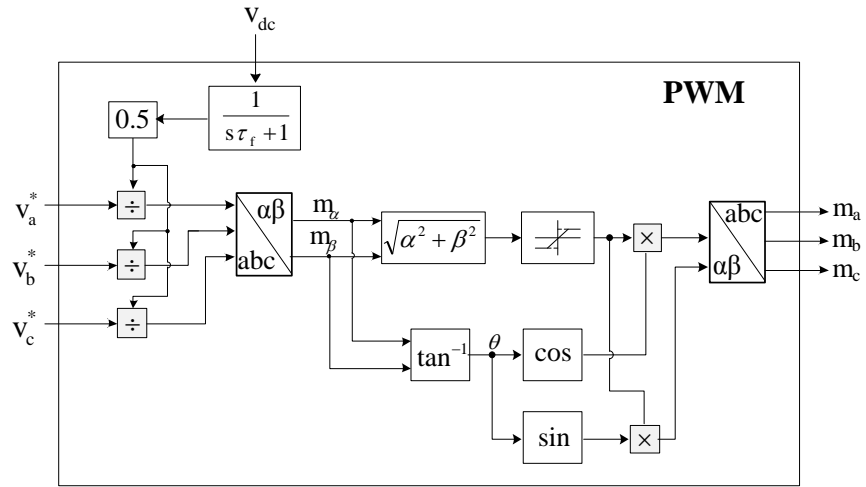 v_dc
PWM
1
sτ_f +1
0.5
v_a^*
÷
αβ
abc
m_α
m_β
√α² + β²
×
abc
αβ
m_a
m_b
m_c
v_b^*
÷
v_c^*
÷
tan⁻¹
θ
cos
sin
×